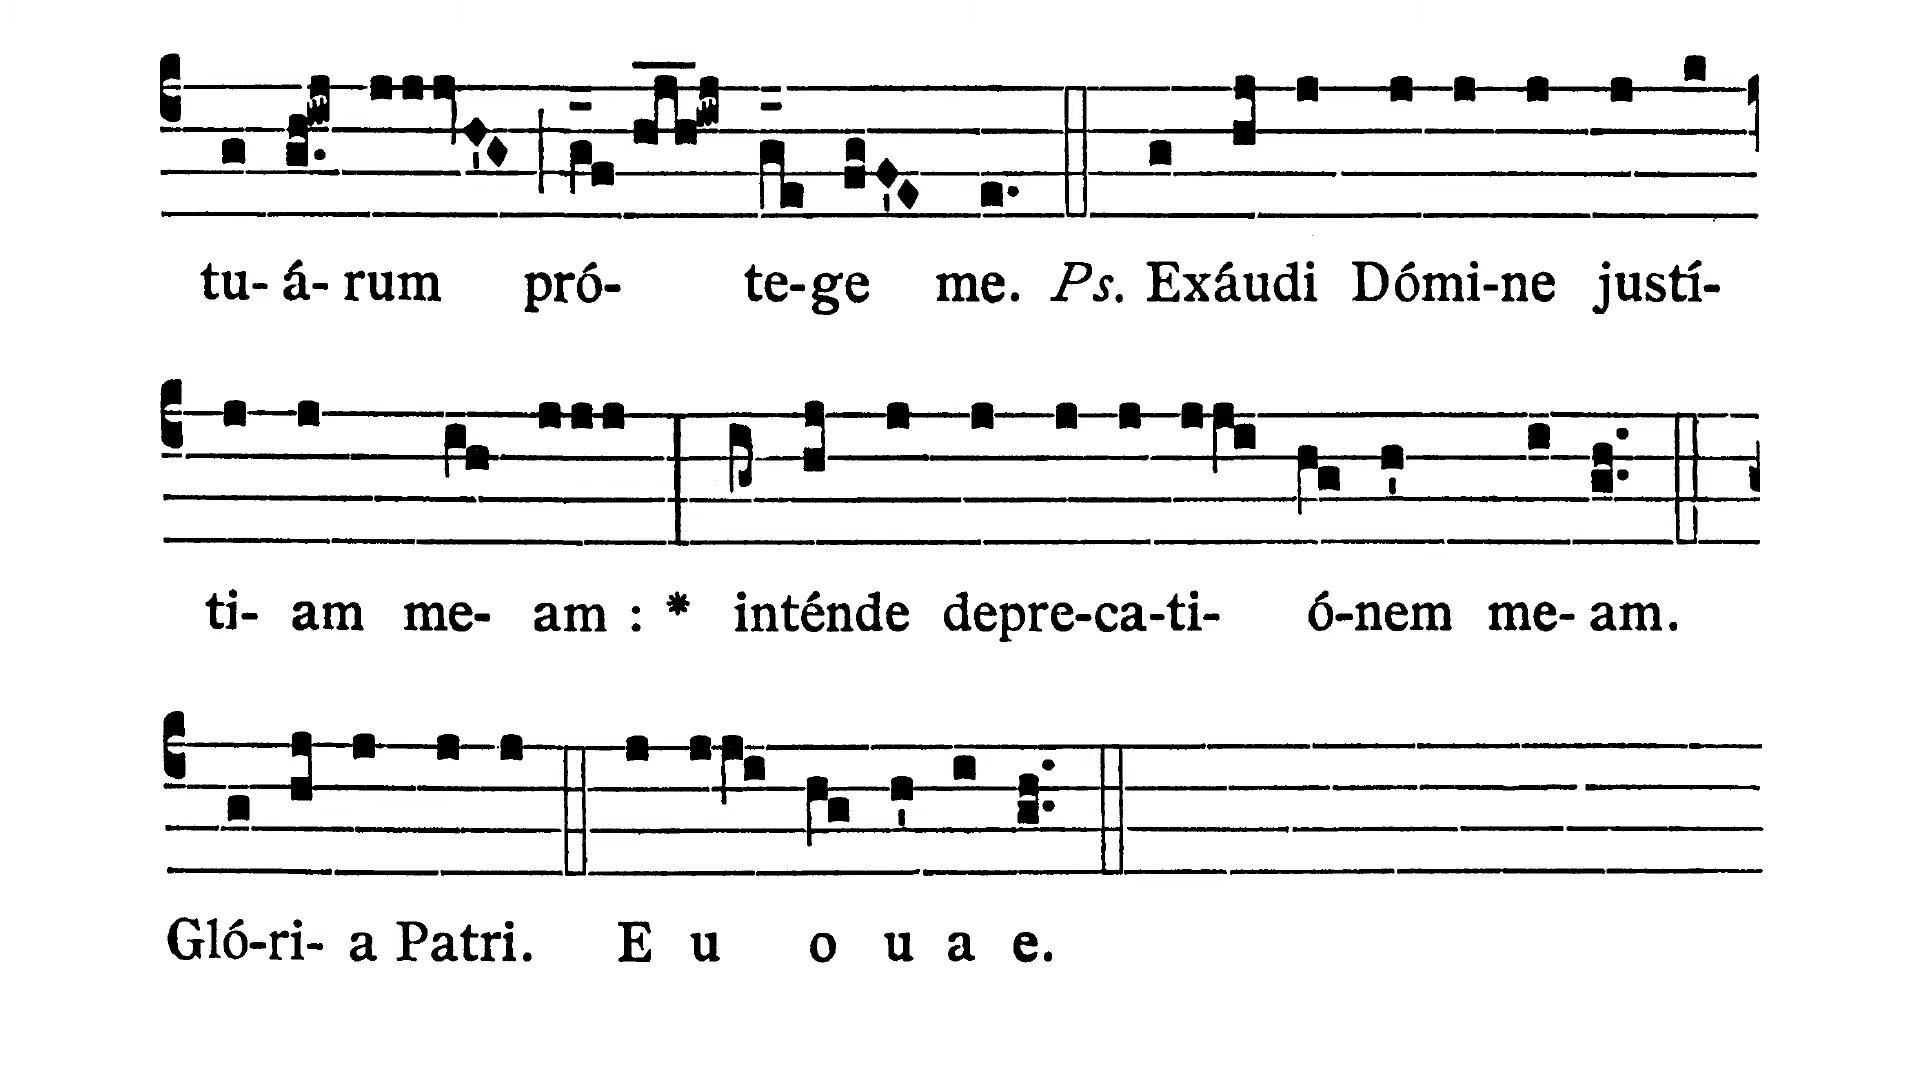 tu- á- rum pró- te-ge me. Ps. Exáudi Dómi-ne justí-
ti- am me- am : * inténde depre-ca-ti- ó-nem me- am.
Gló-ri- a Patri. E u o u a e.